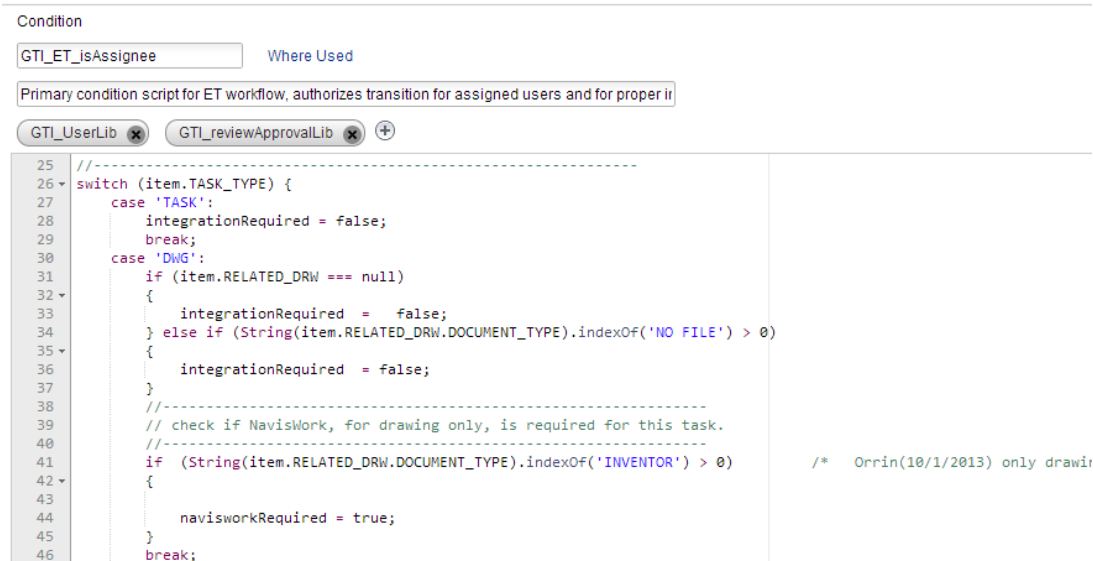 Condition
GTI_ET_isAssignee Where Used
Primary condition script for ET workflow, authorizes transition for assigned users and for proper
GTI_UserLib GTI_reviewApprovalLib
25 //---------------------------------------------------------------
26 switch (item.TASK_TYPE) {
27 case 'TASK':
28 integrationRequired = false;
29 break;
30 case 'DWG':
31 if (item.RELATED_DRW === null)
32 {
33 integrationRequired = false;
34 } else if (String(item.RELATED_DRW.DOCUMENT_TYPE).indexOf('NO FILE') > 0)
35 {
36 integrationRequired = false;
37 }
38 //---------------------------------------------------------------
39 // check if NavisWork, for drawing only, is required for this task.
40 //---------------------------------------------------------------
41 if (String(item.RELATED_DRW.DOCUMENT_TYPE).indexOf('INVENTOR') > 0) /* Orrin(10/1/2013) only
42 {
43
44 navisworkRequired = true;
45 }
46 break;